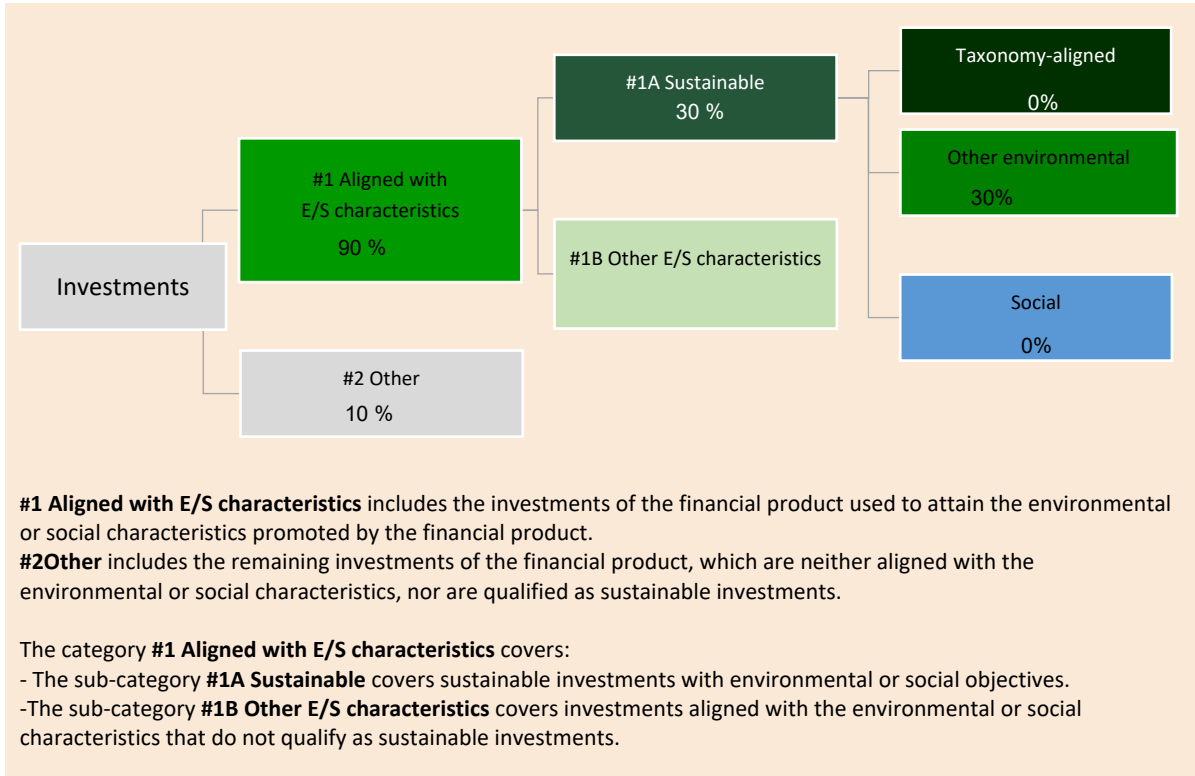 Investments
#1 Aligned with
E/S characteristics
90 %
#2 Other
10 %
#1A Sustainable
30 %
#1B Other E/S characteristics
Taxonomy-aligned
0%
Other environmental
30%
Social
0%
#1 Aligned with E/S characteristics includes the investments of the financial product used to attain the environmental
or social characteristics promoted by the financial product.
#2Other includes the remaining investments of the financial product, which are neither aligned with the
environmental or social characteristics, nor are qualified as sustainable investments.
The category #1 Aligned with E/S characteristics covers:
- The sub-category #1A Sustainable covers sustainable investments with environmental or social objectives.
-The sub-category #1B Other E/S characteristics covers investments aligned with the environmental or social
characteristics that do not qualify as sustainable investments.